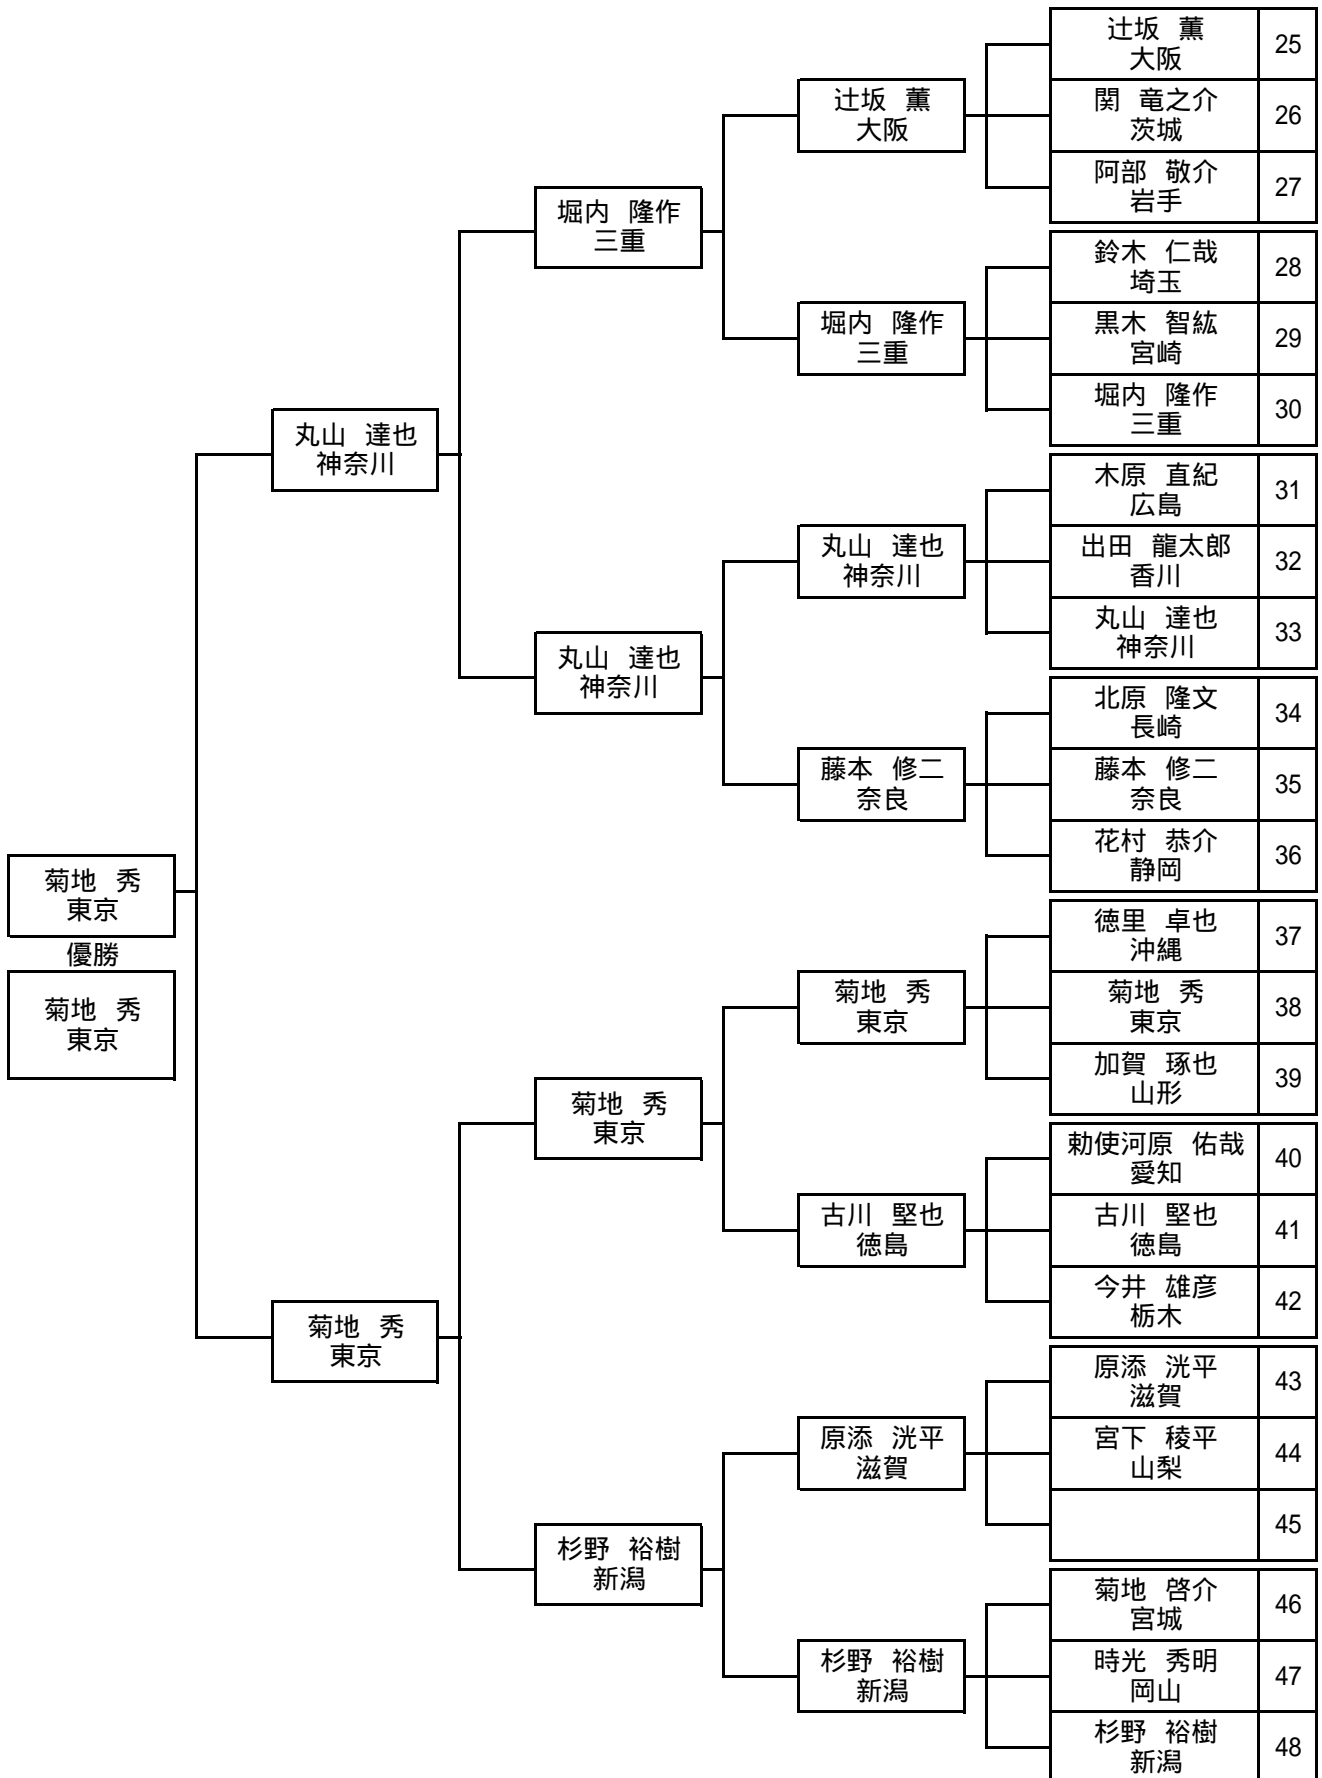 辻坂 薫
大阪
25
関 竜之介
茨城
26
阿部 敬介
岩手
27
辻坂 薫
大阪
鈴木 仁哉
埼玉
28
黒木 智紘
宮崎
29
堀内 隆作
三重
30
堀内 隆作
三重
堀内 隆作
三重
木原 直紀
広島
31
出田 龍太郎
香川
32
丸山 達也
神奈川
33
丸山 達也
神奈川
北原 隆文
長崎
34
藤本 修二
奈良
35
花村 恭介
静岡
36
藤本 修二
奈良
丸山 達也
神奈川
丸山 達也
神奈川
徳里 卓也
沖縄
37
菊地 秀
東京
38
加賀 琢也
山形
39
菊地 秀
東京
勅使河原 佑哉
愛知
40
古川 堅也
徳島
41
今井 雄彦
栃木
42
古川 堅也
徳島
菊地 秀
東京
原添 洸平
滋賀
43
宮下 稜平
山梨
44
45
原添 洸平
滋賀
菊地 啓介
宮城
46
時光 秀明
岡山
47
杉野 裕樹
新潟
48
杉野 裕樹
新潟
杉野 裕樹
新潟
菊地 秀
東京
菊地 秀
東京
優勝
菊地 秀
東京